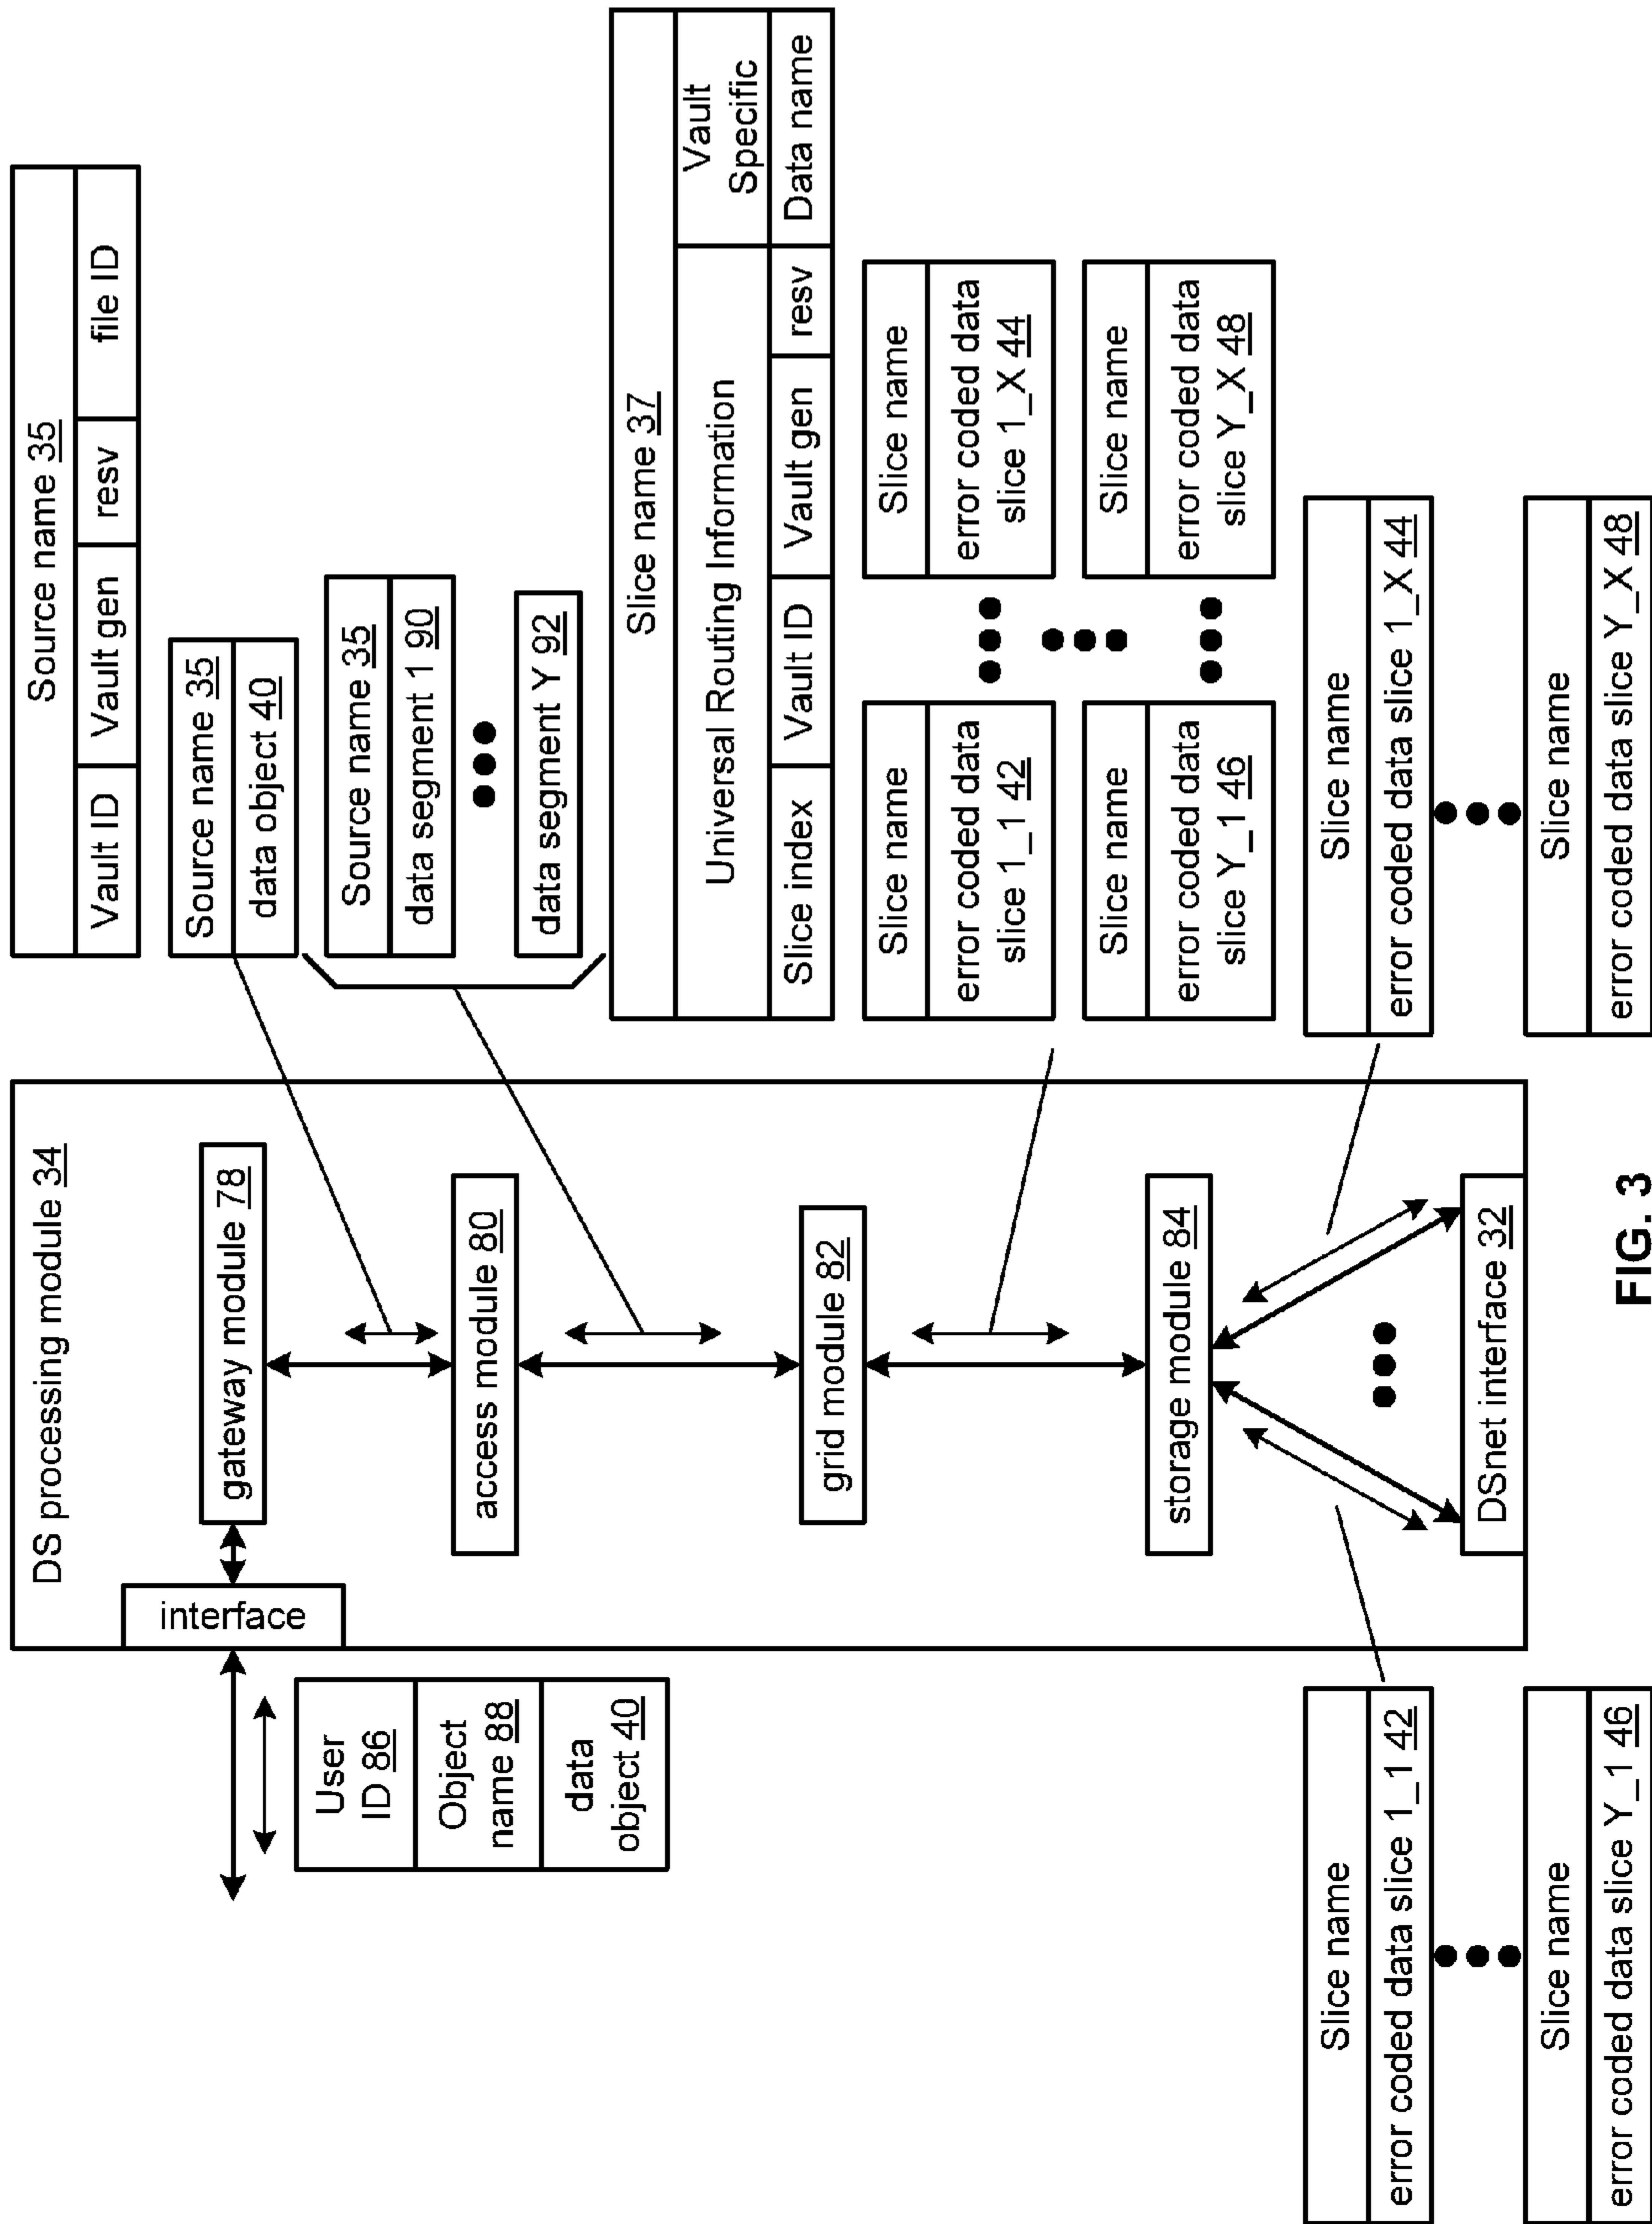 DS processing module 34
interface
gateway module 78
access module 80
grid module 82
storage module 84
DSnet interface 32
User
ID 86
Object
name 88
data
object 40
Source name 35
Vault ID
Vault gen
resv
file ID
Source name 35
data object 40
Source name 35
data segment 1 90
data segment Y 92
Slice name 37
Universal Routing Information
Vault
Specific
Slice index
Vault ID
Vault gen
resv
Data name
Slice name
error coded data
slice 1_1 42
Slice name
error coded data
slice 1_X 44
Slice name
error coded data
slice Y_1 46
Slice name
error coded data
slice Y_X 48
Slice name
error coded data slice 1_1 42
Slice name
error coded data slice Y_1 46
Slice name
error coded data slice 1_X 44
Slice name
error coded data slice Y_X 48
FIG. 3